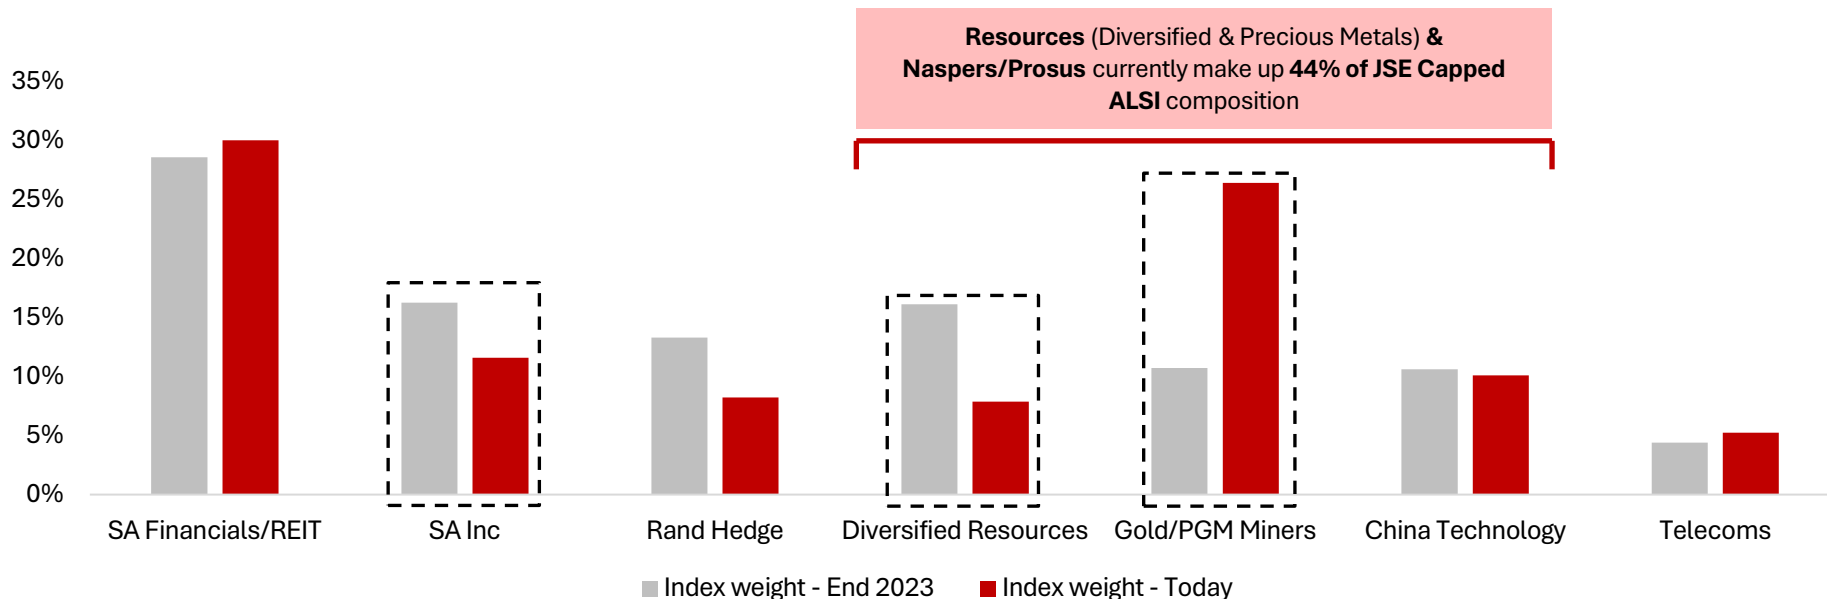 Resources (Diversified & Precious Metals) &
Naspers/Prosus currently make up 44% of JSE Capped
ALSI composition
35%
30%
25%
20%
15%
10%
5%
0%
SA Financials/REIT
SA Inc
Rand Hedge
Diversified Resources
Gold/PGM Miners
China Technology
Telecoms
Index weight - End 2023
Index weight - Today